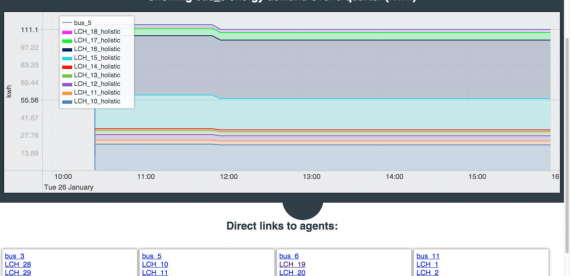 bus_5
LCH_18_holistic
LCH_17_holistic
LCH_16_holistic
LCH_15_holistic
LCH_14_holistic
LCH_13_holistic
LCH_12_holistic
LCH_11_holistic
LCH_10_holistic
111.1
97.22
83.33
69.44
55.56
41.67
27.78
13.89
kwh
10:00 11:00 12:00 13:00 14:00 15:00 16
Tue 26 January
Direct links to agents:
bus_3 bus_5 bus_6 bus_11
LCH_28 LCH_10 LCH_19 LCH_1
LCH_29 LCH_11 LCH_20 LCH_2